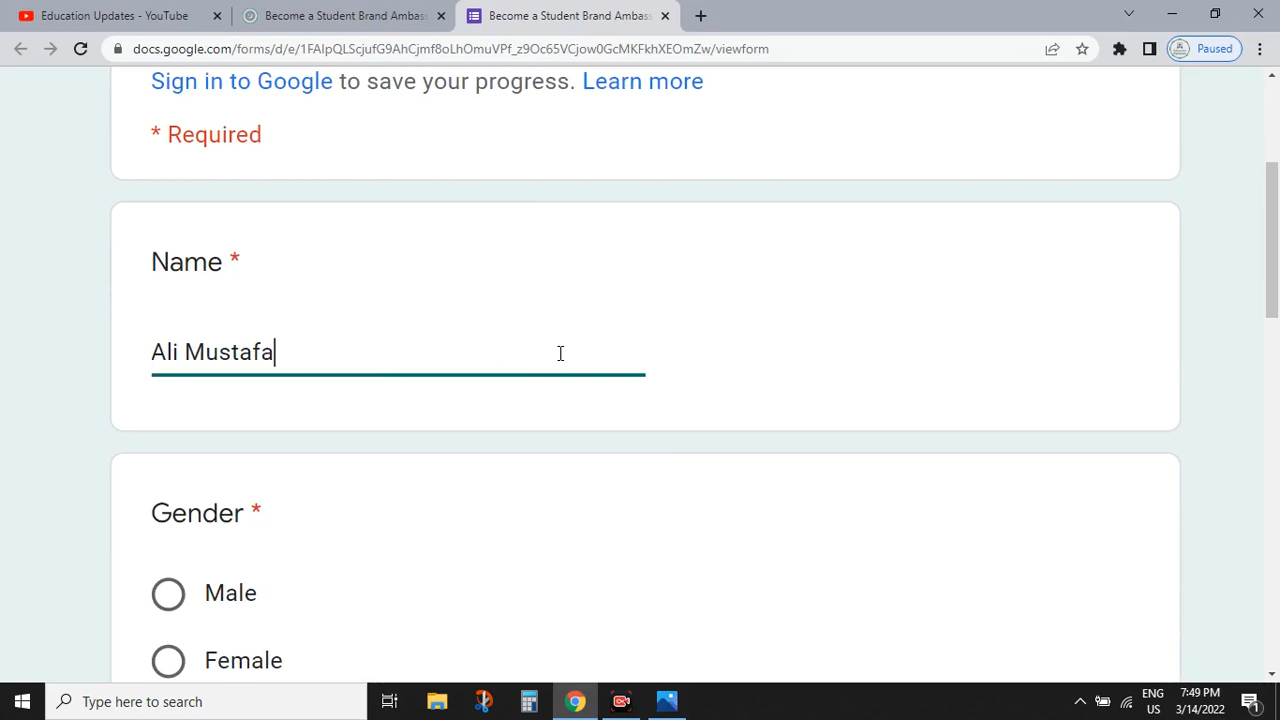 Education Updates - YouTube
Become a Student Brand Ambass
Become a Student Brand Ambass
docs.google.com/forms/d/e/1FAIpQLScjufG9AhCjmf8oLhOmuVPf_z9Oc65VCjow0GcMKFkhXEOmZw/viewform
Paused
Sign in to Google to save your progress. Learn more
* Required
Name *
Ali Mustafa
Gender *
Male
Female
Type here to search
ENG
US
7:49 PM
3/14/2022
1